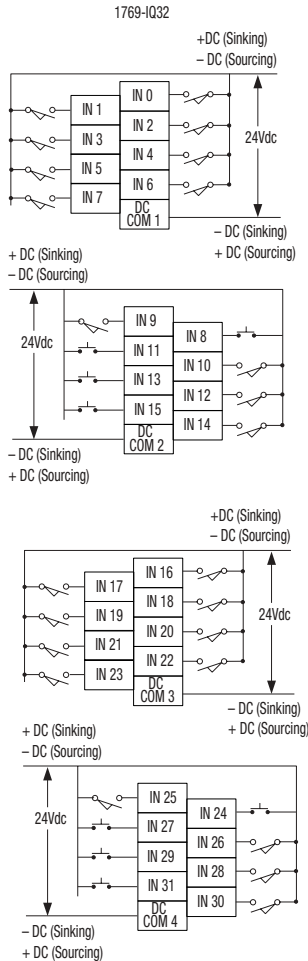 1769-IQ32
+DC (Sinking)
– DC (Sourcing)
IN 0
IN 1
IN 2
IN 3
IN 4
24Vdc
IN 5
IN 6
IN 7
DC
COM 1
– DC (Sinking)
+ DC (Sourcing)
+ DC (Sinking)
– DC (Sourcing)
IN 9
IN 8
24Vdc
IN 11
IN 10
IN 13
IN 12
IN 15
IN 14
DC
COM 2
– DC (Sinking)
+ DC (Sourcing)
+DC (Sinking)
– DC (Sourcing)
IN 16
IN 17
IN 18
IN 19
24Vdc
IN 20
IN 21
IN 22
IN 23
DC
COM 3
– DC (Sinking)
+ DC (Sourcing)
+ DC (Sinking)
– DC (Sourcing)
IN 25
IN 24
24Vdc
IN 27
IN 26
IN 29
IN 28
IN 31
IN 30
DC
COM 4
– DC (Sinking)
+ DC (Sourcing)